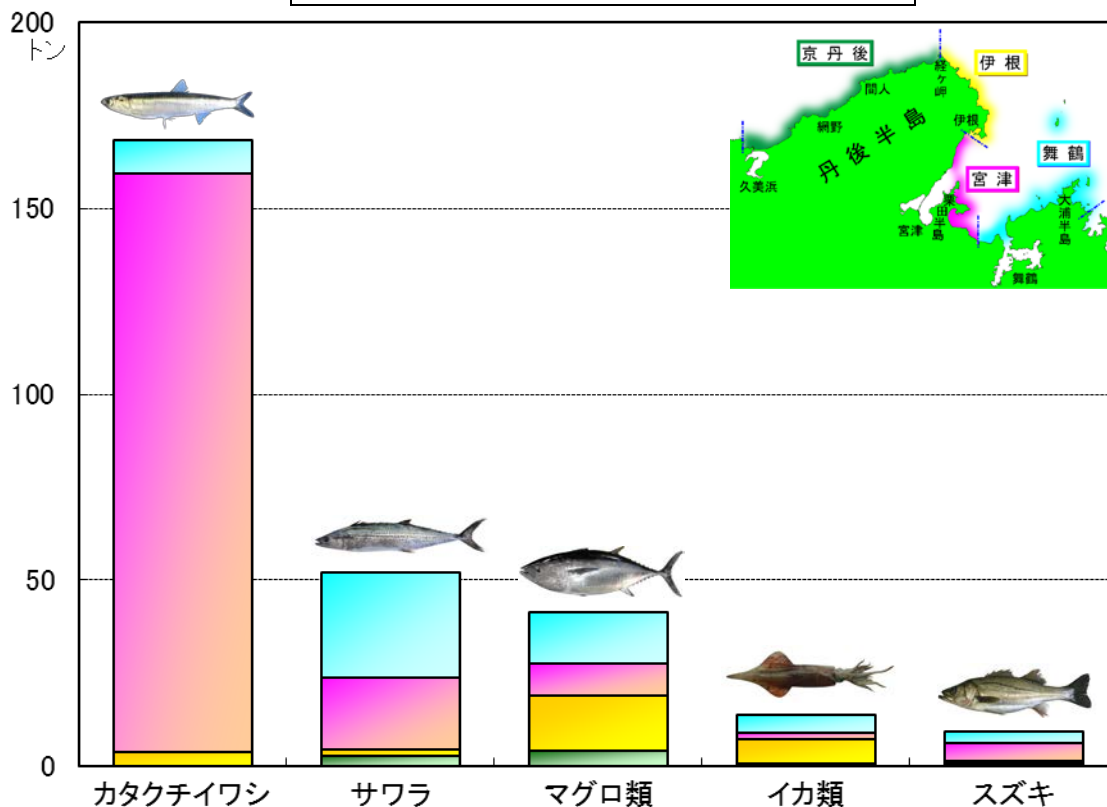 200
トン
150
100
50
0
カタクチイワシ
サワラ
マグロ類
イカ類
スズキ
京丹後
経ヶ岬
伊根
間人
網野
伊根
丹後半島
舞鶴
久美浜
宮津
栗田半島
大浦半島
宮津
舞鶴